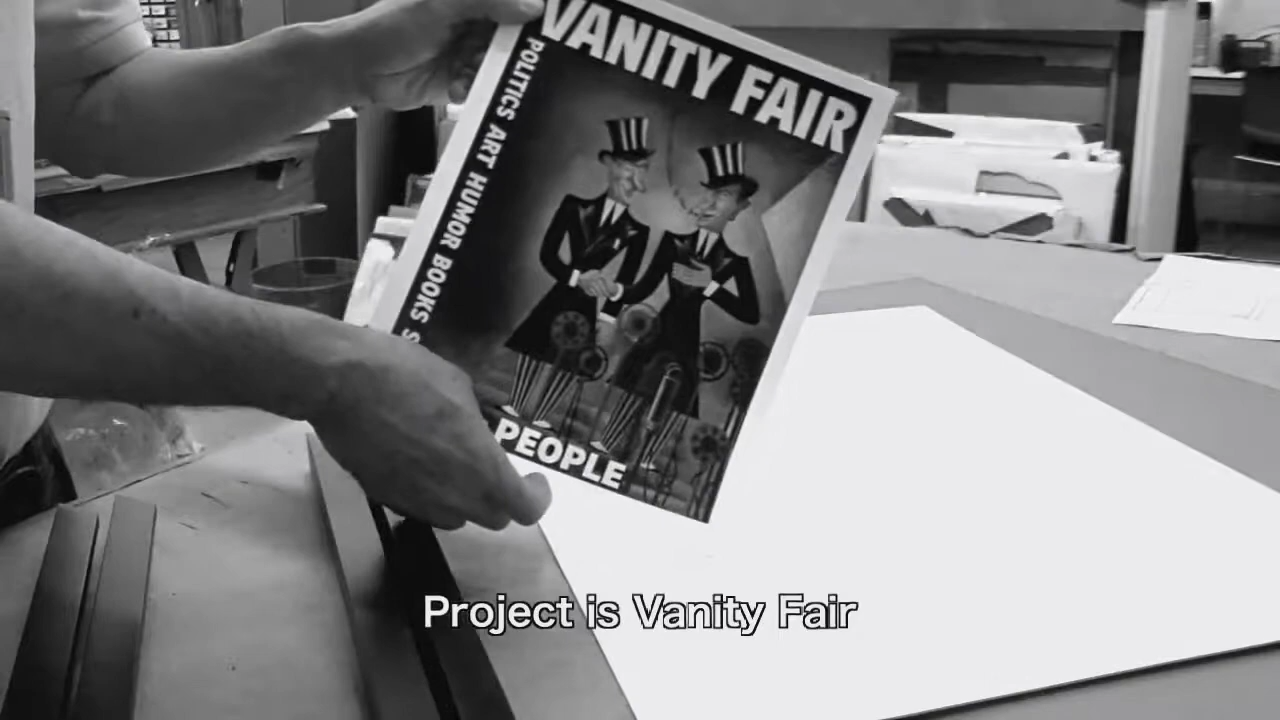 VANITY FAIR
POLITICS ART HUMOR BOOKS S
PEOPLE
Project is Vanity Fair